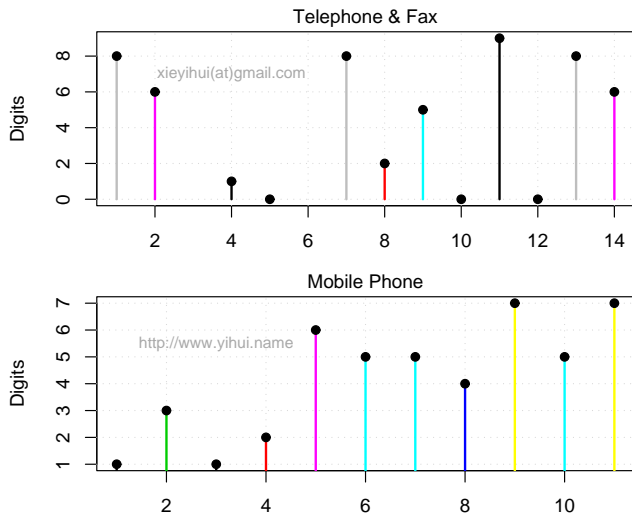 Telephone & Fax
xieyihui(at)gmail.com
Digits
8
6
4
2
0
2 4 6 8 10 12 14
Mobile Phone
http://www.yihui.name
Digits
7
6
5
4
3
2
1
2 4 6 8 10